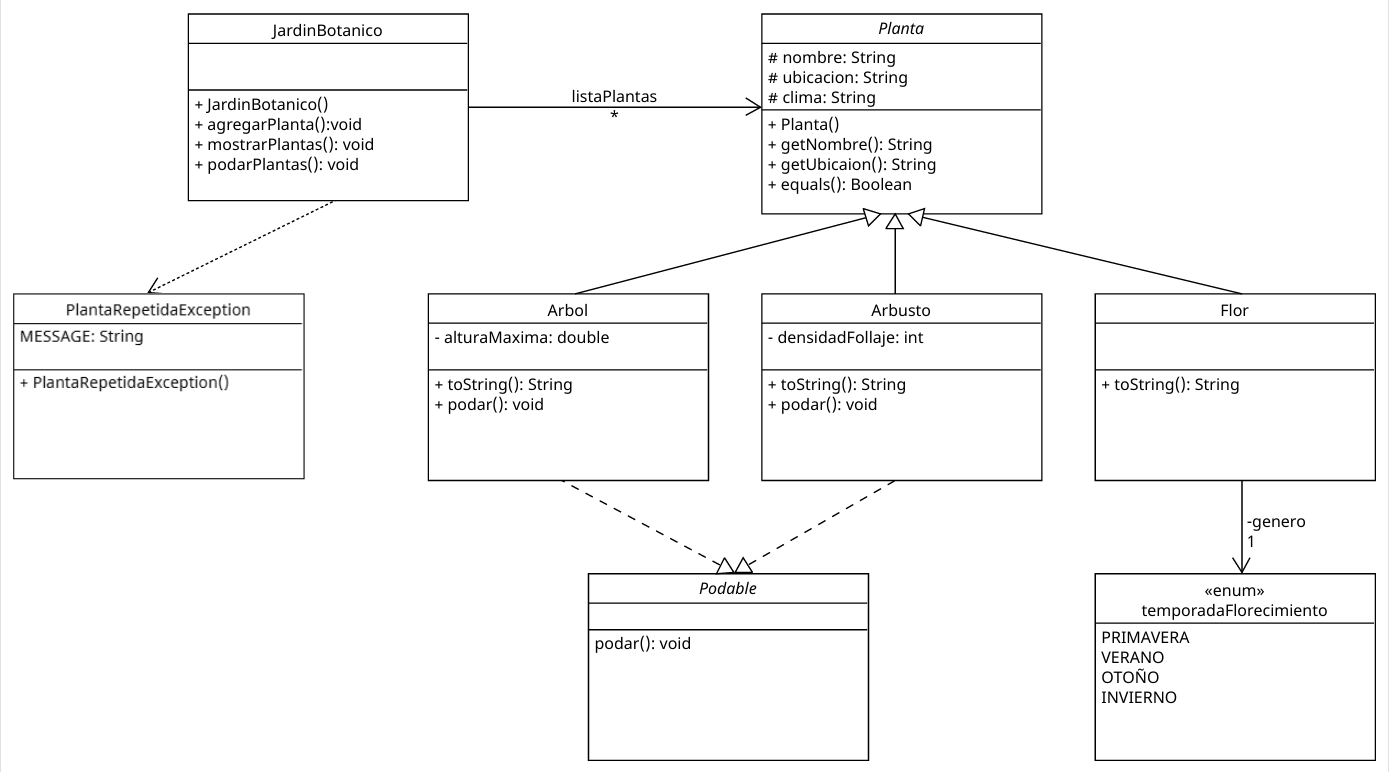 JardinBotanico
+ JardinBotanico()
+ agregarPlanta():void
+ mostrarPlantas(): void
+ podarPlantas(): void
listaPlantas
*
Planta
# nombre: String
# ubicacion: String
# clima: String
+ Planta()
+ getNombre(): String
+ getUbicaion(): String
+ equals(): Boolean
PlantaRepetidaException
MESSAGE: String
+ PlantaRepetidaException()
Arbol
- alturaMaxima: double
+ toString(): String
+ podar(): void
Arbusto
- densidadFollaje: int
+ toString(): String
+ podar(): void
Flor
+ toString(): String
-genero
1
Podable
podar(): void
«enum»
temporadaFlorecimiento
PRIMAVERA
VERANO
OTOÑO
INVIERNO